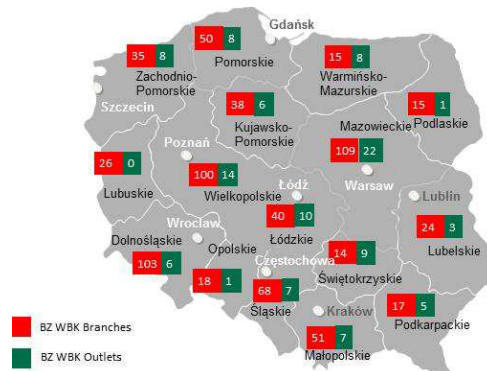 Gdańsk
50 8
Pomorskie
35 8
Zachodnio-
Pomorskie
15 8
Warmińsko-
Mazurskie
Szczecin
38 6
Kujawsko-
Pomorskie
15 1
Podlaskie
Mazowieckie
109 22
Warsaw
Poznań
100 14
Wielkopolskie
26 0
Lubuskie
Łódź
40 10
Łódzkie
Lublin
24 3
Lubelskie
Wroclaw
Dolnośląskie
103 6
Opolskie
18 1
Częstochowa
68 7
Śląskie
14 9
Świętokrzyskie
Kraków
51 7
Małopolskie
17 5
Podkarpackie
BZ WBK Branches
BZ WBK Outlets